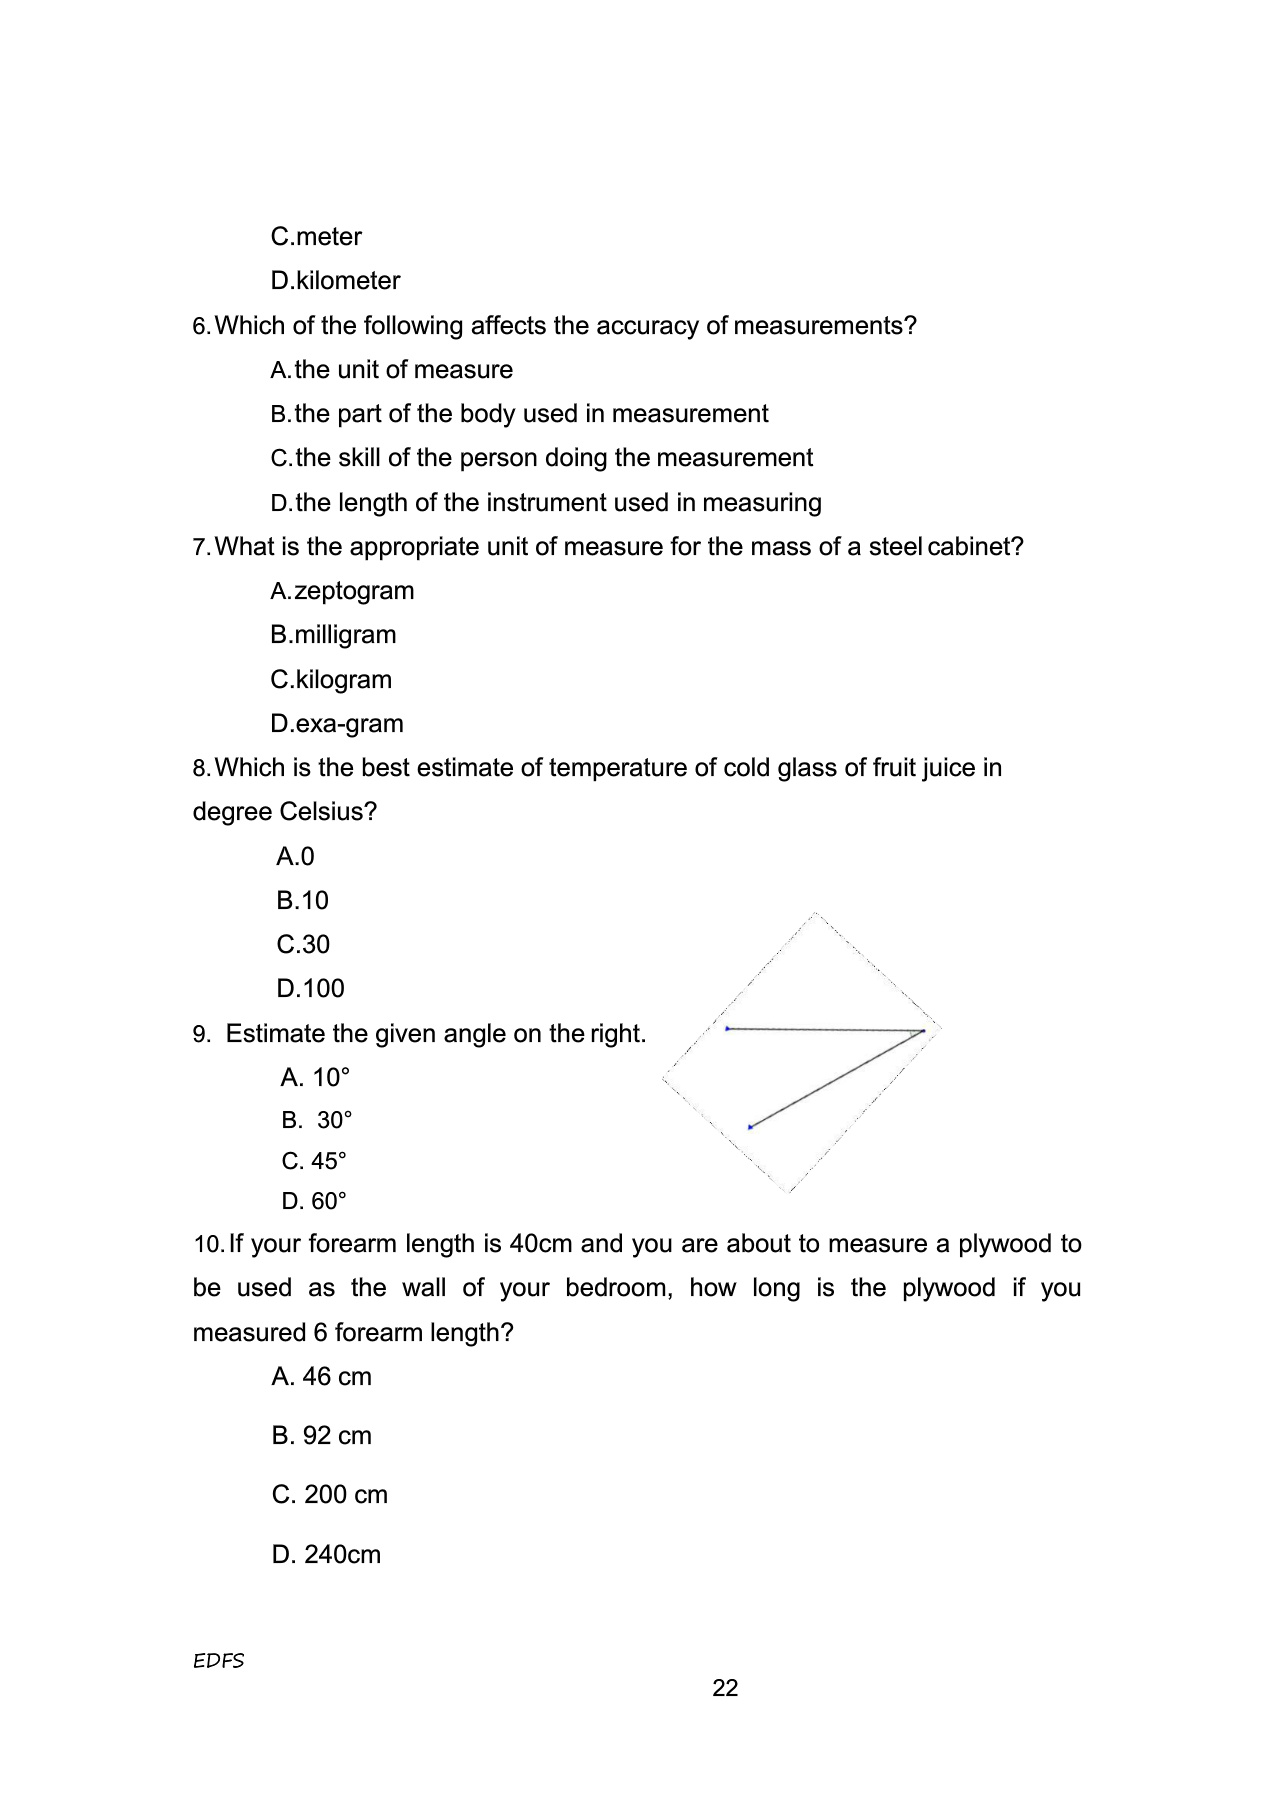 C.meter
D.kilometer
6.Which of the following affects the accuracy of measurements?
A.the unit of measure
B.the part of the body used in measurement
C.the skill of the person doing the measurement
D.the length of the instrument used in measuring
7.What is the appropriate unit of measure for the mass of a steel cabinet?
A.zeptogram
B.milligram
C.kilogram
D.exa-gram
8.Which is the best estimate of temperature of cold glass of fruit juice in
degree Celsius?
A.0
B.10
C.30
D.100
9. Estimate the given angle on the right.
A. 10°
B. 30°
C. 45°
D. 60°
10.If your forearm length is 40cm and you are about to measure a plywood to
be used as the wall of your bedroom, how long is the plywood if you
measured 6 forearm length?
A. 46 cm
B. 92 cm
C. 200 cm
D. 240cm
EDFS
22